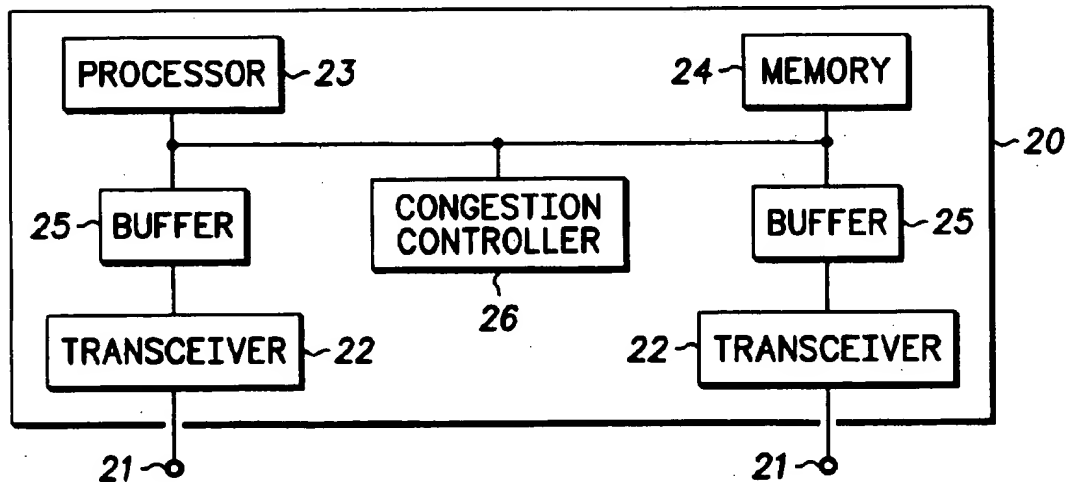 PROCESSOR 23
24 MEMORY
20
25 BUFFER
CONGESTION
CONTROLLER
BUFFER 25
26
TRANSCEIVER 22
22 TRANSCEIVER
21
21